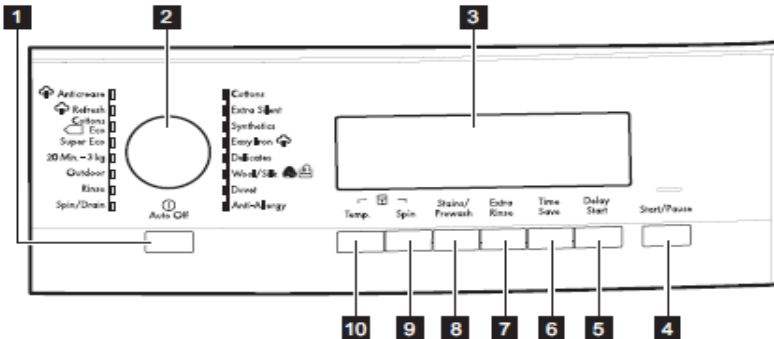 1 2 3
Anticrease
Refresh
Cottons
Eco
Super Eco
20 Min. – 3 kg
Outdoor
Rinse
Spin/Drain
Auto Off
Cottons
Extra Silent
Synthetics
Easy Iron
Delicates
Wool/Silk
Duvet
Anti-Allergy
Temp.
Spin
Stains/
Prewash
Extra
Rinse
Time
Save
Delay
Start
Start/Pause
10 9 8 7 6 5 4